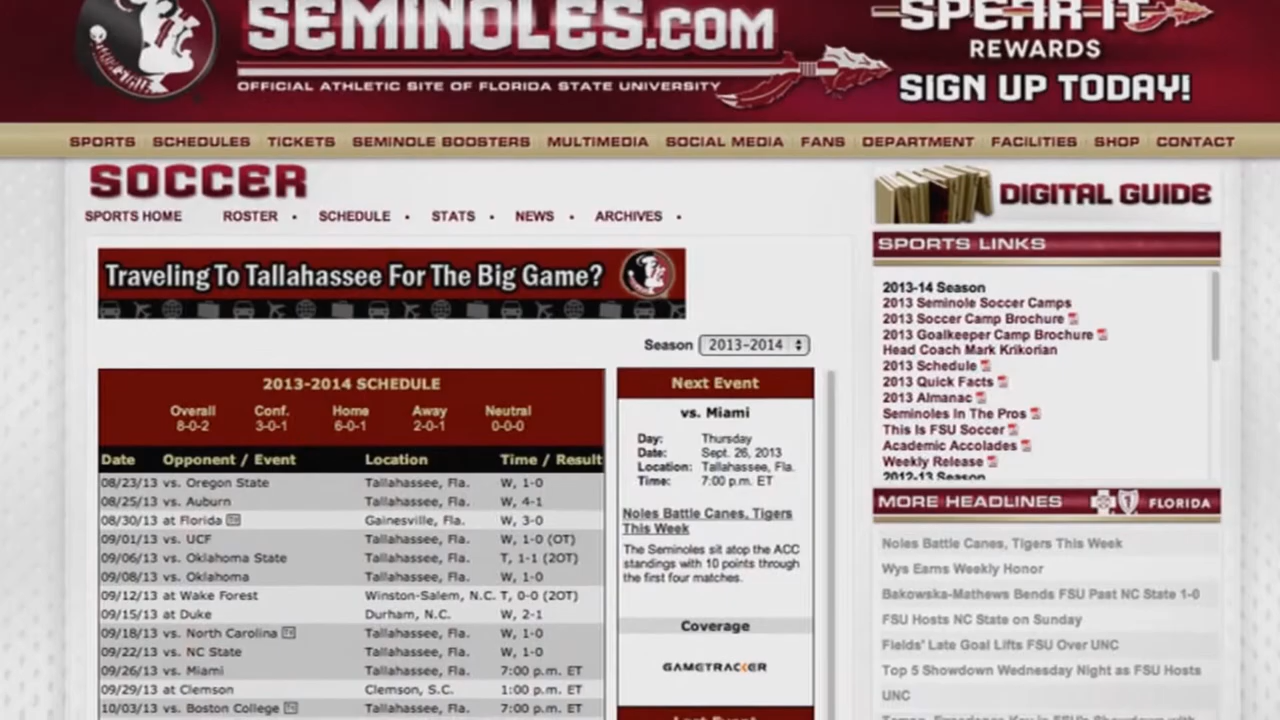 SEMINOLES.COM
OFFICIAL ATHLETIC SITE OF FLORIDA STATE UNIVERSITY
SPEAR IT
REWARDS
SIGN UP TODAY!
SPORTS SCHEDULES TICKETS SEMINOLE BOOSTERS MULTIMEDIA SOCIAL MEDIA FANS DEPARTMENT FACILITIES SHOP CONTACT
SOCCER
SPORTS HOME ROSTER • SCHEDULE • STATS • NEWS • ARCHIVES •
Traveling To Tallahassee For The Big Game?
Season 2013-2014
2013-2014 SCHEDULE
Overall Conf. Home Away Neutral
8-0-2 3-0-1 6-0-1 2-0-1 0-0-0
Date Opponent / Event Location Time / Result
08/23/13 vs. Oregon State Tallahassee, Fla. W, 1-0
08/25/13 vs. Auburn Tallahassee, Fla. W, 4-1
08/30/13 at Florida Gainesville, Fla. W, 3-0
09/01/13 vs. UCF Tallahassee, Fla. W, 1-0 (OT)
09/06/13 vs. Oklahoma State Tallahassee, Fla. T, 1-1 (2OT)
09/08/13 vs. Oklahoma Tallahassee, Fla. W, 1-0
09/12/13 at Wake Forest Winston-Salem, N.C. T, 0-0 (2OT)
09/15/13 at Duke Durham, N.C. W, 2-1
09/18/13 vs. North Carolina Tallahassee, Fla. W, 1-0
09/22/13 vs. NC State Tallahassee, Fla. W, 1-0
09/26/13 vs. Miami Tallahassee, Fla. 7:00 p.m. ET
09/29/13 at Clemson Clemson, S.C. 1:00 p.m. ET
10/03/13 vs. Boston College Tallahassee, Fla. 7:00 p.m. ET
Next Event
vs. Miami
Day: Thursday
Date: Sept. 26, 2013
Location: Tallahassee, Fla.
Time: 7:00 p.m. ET
Noles Battle Canes, Tigers
This Week
The Seminoles sit atop the ACC
standings with 10 points through
the first four matches.
Coverage
GAMETRACKER
Last Event
DIGITAL GUIDE
SPORTS LINKS
2013-14 Season
2013 Seminole Soccer Camps
2013 Soccer Camp Brochure
2013 Goalkeeper Camp Brochure
Head Coach Mark Krikorian
2013 Schedule
2013 Quick Facts
2013 Almanac
Seminoles In The Pros
This Is FSU Soccer
Academic Accolades
Weekly Release
2012-13 Season
MORE HEADLINES FLORIDA
Noles Battle Canes, Tigers This Week
Wys Earns Weekly Honor
Bakowska-Mathews Bends FSU Past NC State 1-0
FSU Hosts NC State on Sunday
Fields' Late Goal Lifts FSU Over UNC
Top 5 Showdown Wednesday Night as FSU Hosts
UNC